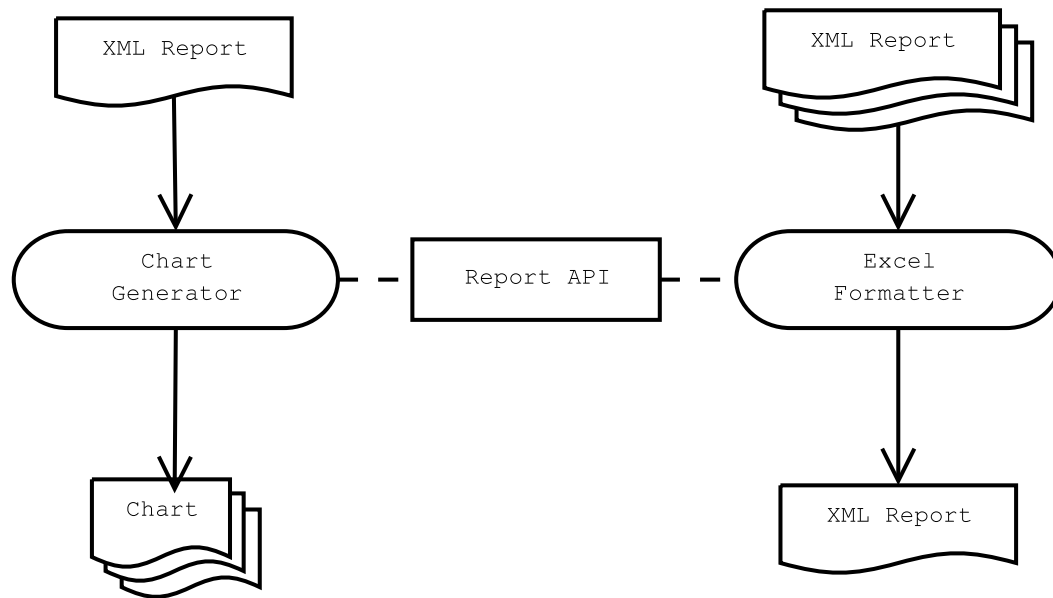 XML Report
XML Report
Chart
Generator
Report API
Excel
Formatter
Chart
XML Report